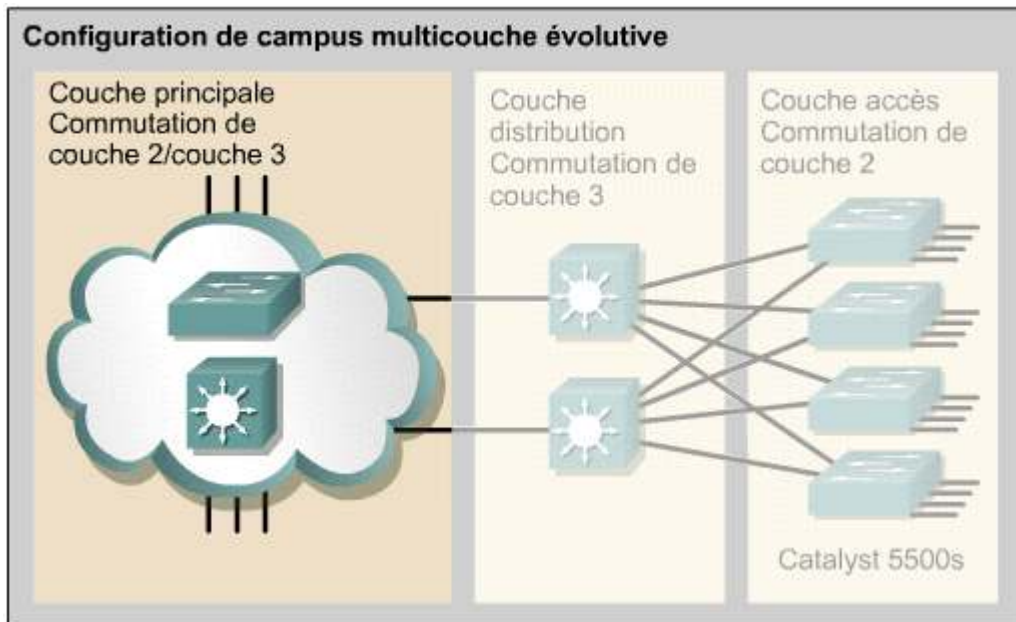 Configuration de campus multicouche évolutive
Couche principale
Commutation de
couche 2/couche 3
Couche
distribution
Commutation de
couche 3
Couche accès
Commutation de
couche 2
Catalyst 5500s